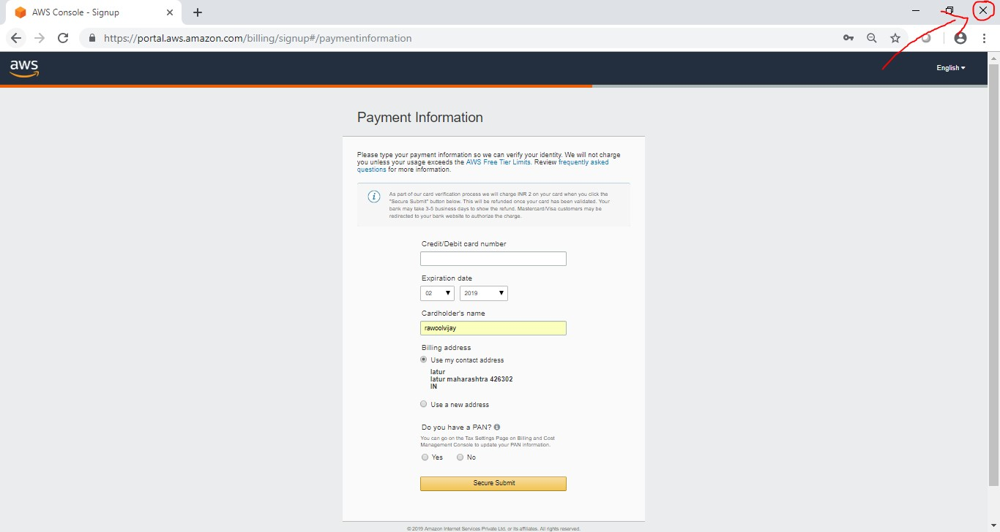 AWS Console - Signup
https://portal.aws.amazon.com/billing/signup#/paymentinformation
aws
English
Payment Information
Please type your payment information so we can verify your identity. We will not charge
you unless your usage exceeds the AWS Free Tier Limits. Review frequently asked
questions for more information.
As part of our card verification process we will charge INR 2 on your card when you click the
"Secure Submit" button below. This will be refunded once your card has been validated. Your
bank may take 3-5 business days to show the refund. Mastercard/Visa customers may be
redirected to your bank website to authorize the charge.
Credit/Debit card number
Expiration date
02 2019
Cardholder's name
rawoolvijay
Billing address
Use my contact address
latur
latur maharashtra 426302
IN
Use a new address
Do you have a PAN?
You can go on the Tax Settings Page on Billing and Cost
Management Console to update your PAN information.
Yes No
Secure Submit
© 2019 Amazon Internet Services Private Ltd. or its affiliates. All rights reserved.